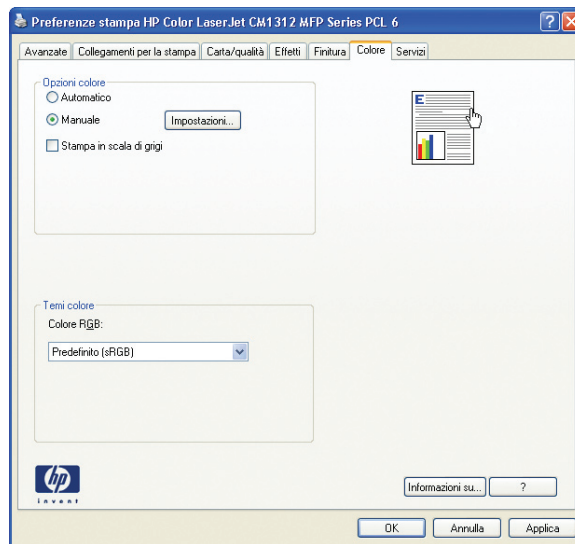 Preferenze stampa HP Color LaserJet CM1312 MFP Series PCL 6
?
Avanzate Collegamenti per la stampa Carta/qualità Effetti Finitura Colore Servizi
Opzioni colore
Automatico
Manuale Impostazioni...
Stampa in scala di grigi
E
Temi colore
Colore RGB:
Predefinito (sRGB)
hp
invent
Informazioni su... ?
OK Annulla Applica